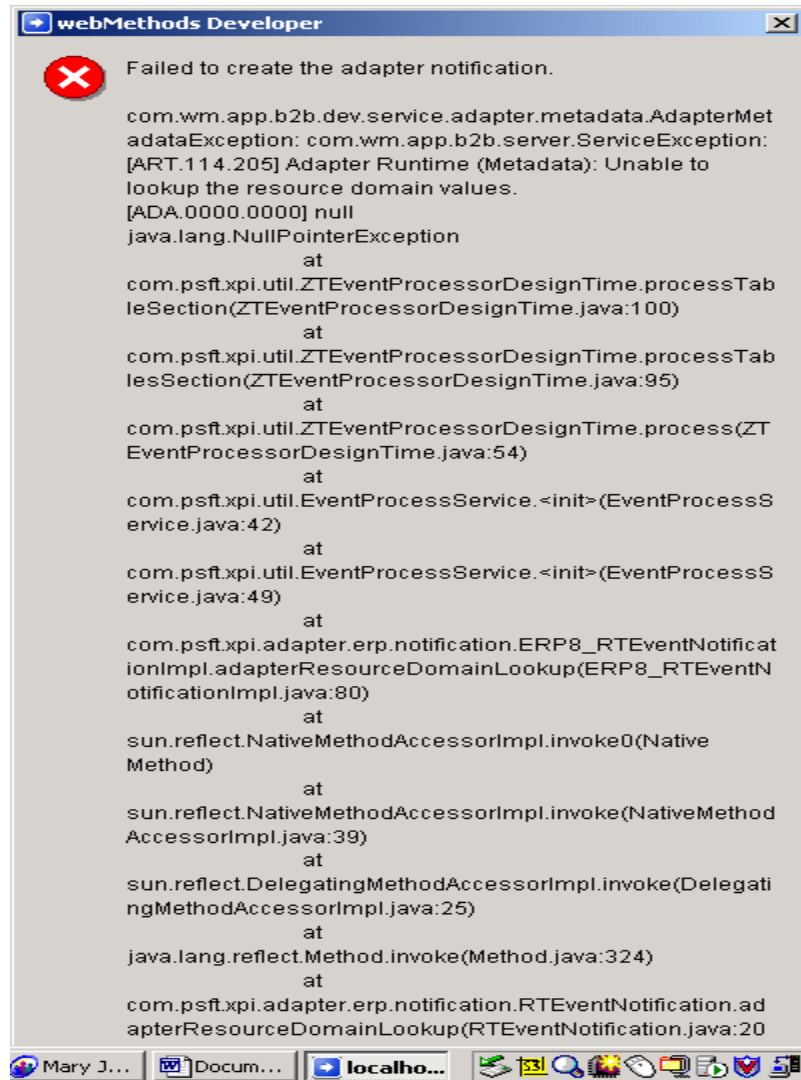 webMethods Developer
Failed to create the adapter notification.
com.wm.app.b2b.dev.service.adapter.metadata.AdapterMet
adataException: com.wm.app.b2b.server.ServiceException:
[ART.114.205] Adapter Runtime (Metadata): Unable to
lookup the resource domain values.
[ADA.0000.0000] null
java.lang.NullPointerException
at
com.psft.xpi.util.ZTEventProcessorDesignTime.processTab
leSection(ZTEventProcessorDesignTime.java:100)
at
com.psft.xpi.util.ZTEventProcessorDesignTime.processTab
lesSection(ZTEventProcessorDesignTime.java:95)
at
com.psft.xpi.util.ZTEventProcessorDesignTime.process(ZT
EventProcessorDesignTime.java:54)
at
com.psft.xpi.util.EventProcessService.<init>(EventProcessS
ervice.java:42)
at
com.psft.xpi.util.EventProcessService.<init>(EventProcessS
ervice.java:49)
at
com.psft.xpi.adapter.erp.notification.ERP8_RTEventNotificat
ionImpl.adapterResourceDomainLookup(ERP8_RTEventN
otificationImpl.java:80)
at
sun.reflect.NativeMethodAccessorImpl.invoke0(Native
Method)
at
sun.reflect.NativeMethodAccessorImpl.invoke(NativeMethod
AccessorImpl.java:39)
at
sun.reflect.DelegatingMethodAccessorImpl.invoke(Delegati
ngMethodAccessorImpl.java:25)
at
java.lang.reflect.Method.invoke(Method.java:324)
at
com.psft.xpi.adapter.erp.notification.RTEventNotification.ad
apterResourceDomainLookup(RTEventNotification.java:20
Mary J... Docum... localho...